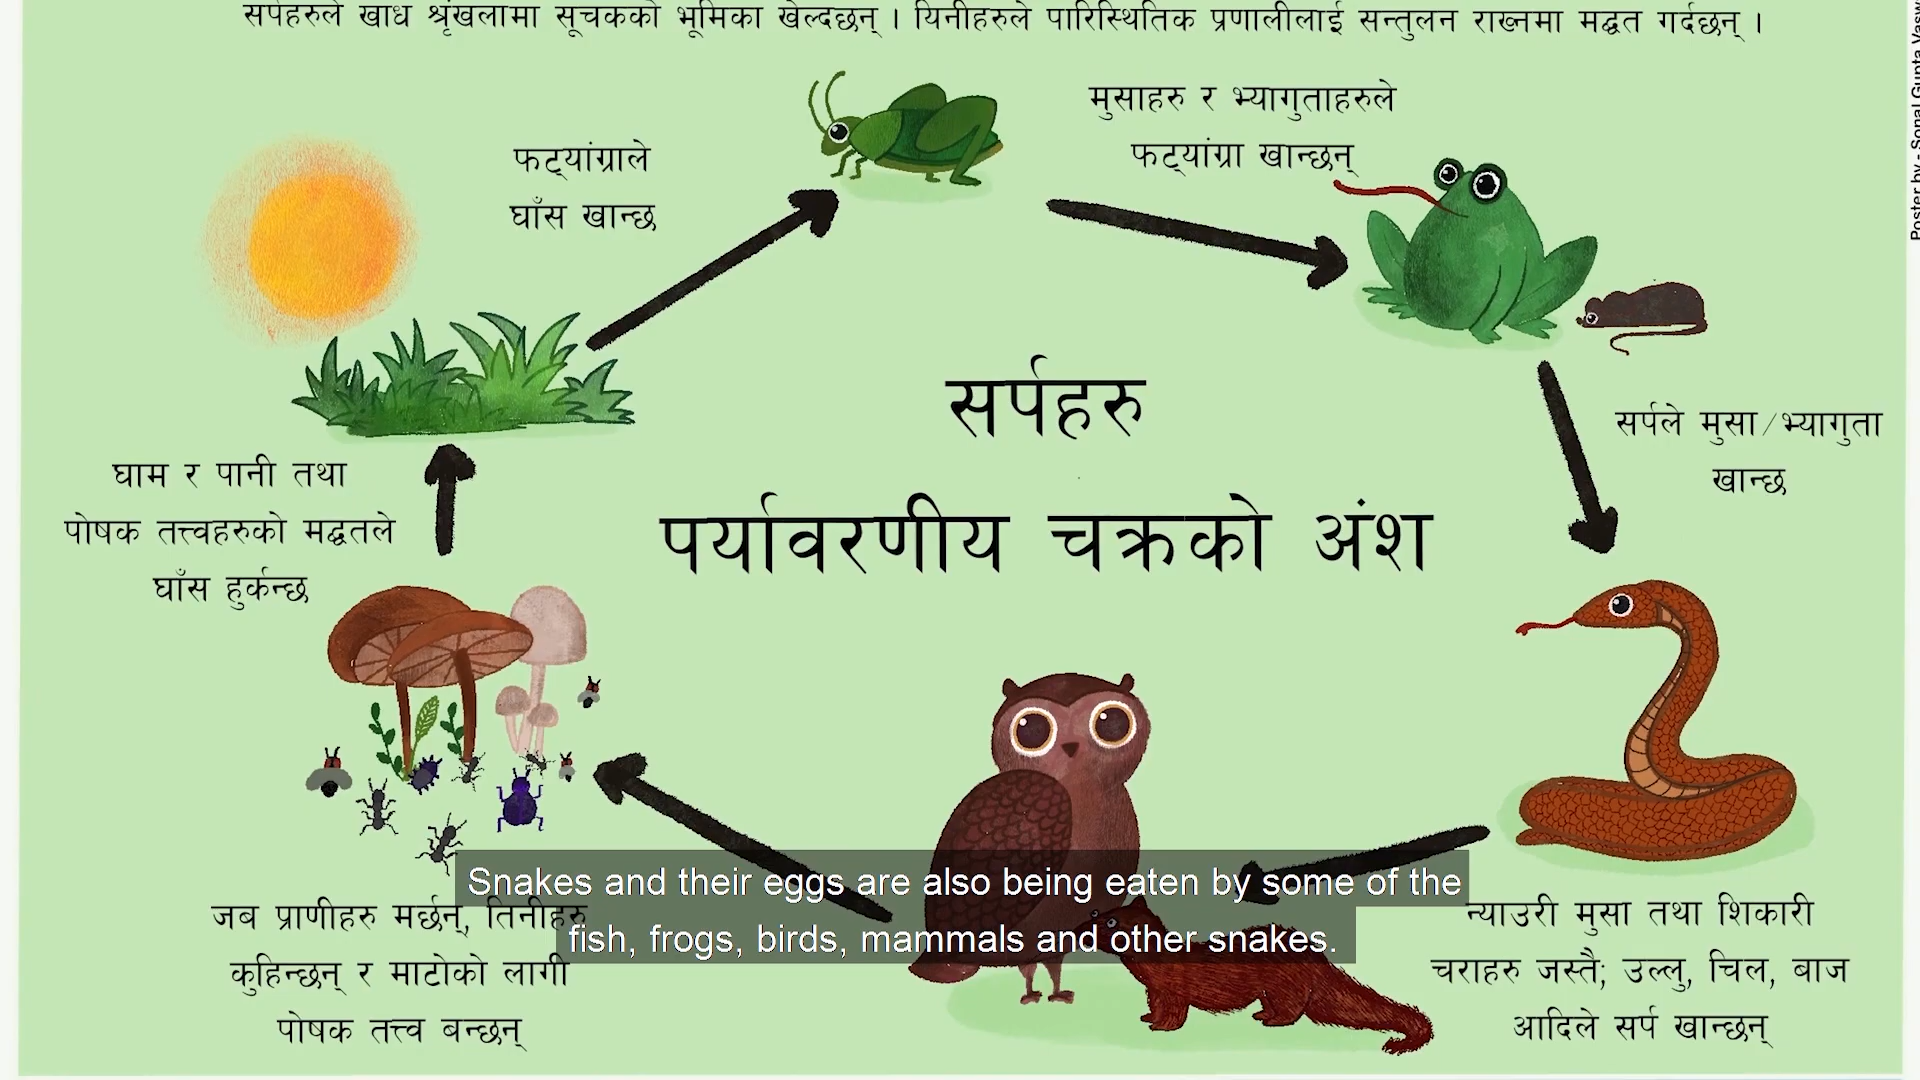 सर्पहरुले खाध श्रृंखलामा सूचकको भूमिका खेल्दछन् । यिनीहरुले पारिस्थितिक प्रणालीलाई सन्तुलन राख्नमा मद्धत गर्दछन् ।
फट्यांग्राले
घाँस खान्छ
मुसाहरु र भ्यागुताहरुले
फट्यांग्रा खान्छन्
Poster by - Sonal Gupta
सर्पहरु
पर्यावरणीय चक्रको अंश
सर्पले मुसा/भ्यागुता
खान्छ
घाम र पानी तथा
पोषक तत्त्वहरुको मद्धतले
घाँस हुर्कन्छ
जब प्राणीहरु मर्छन्, तिनीहरु
कुहिन्छन् र माटोको लागी
पोषक तत्त्व बन्छन्
न्याउरी मुसा तथा शिकारी
चराहरु जस्तै; उल्लु, चिल, बाज
आदिले सर्प खान्छन्
Snakes and their eggs are also being eaten by some of the
fish, frogs, birds, mammals and other snakes.